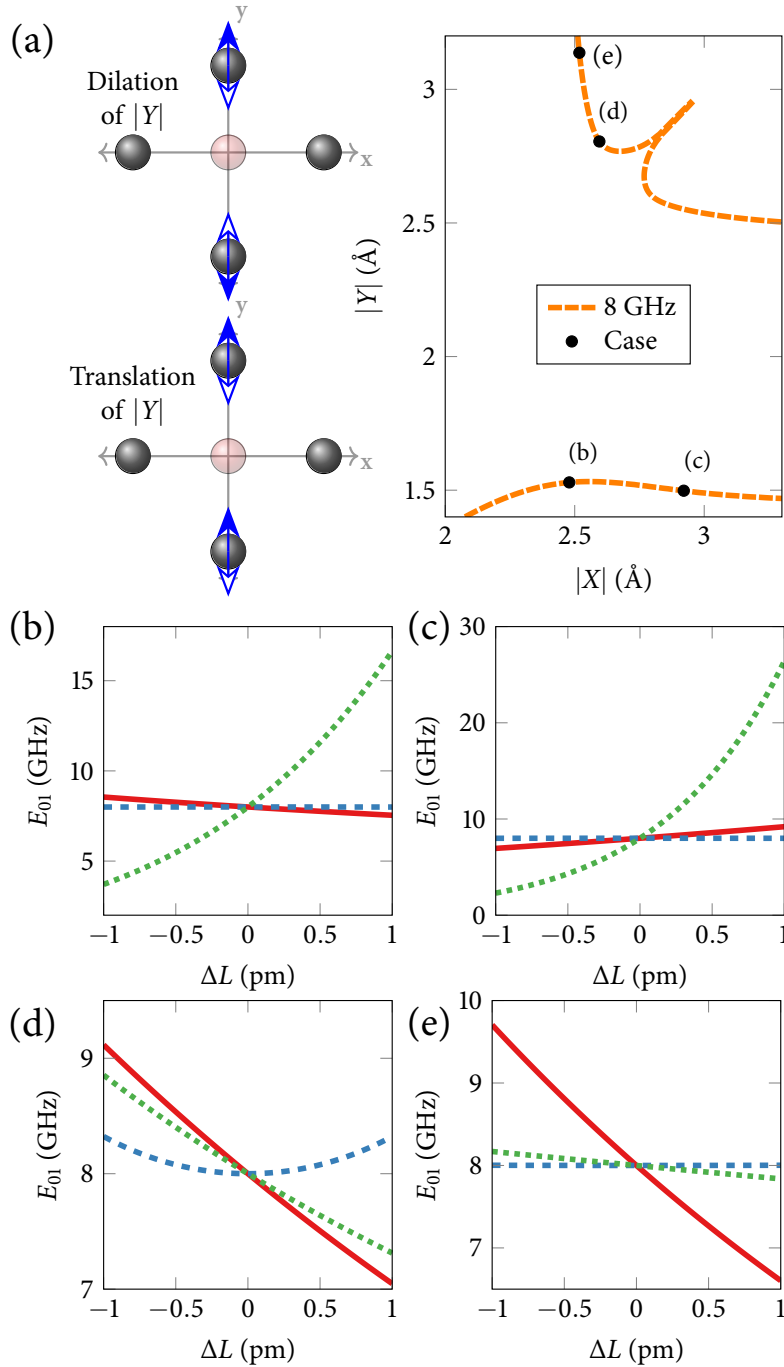 (a)
y
Dilation
of |Y|
x
y
Translation
of |Y|
x
|Y| (Å)
3
2.5
2
1.5
(e)
(d)
8 GHz
Case
(b)
(c)
2
2.5
3
|X| (Å)
(b)
E01 (GHz)
15
10
5
−1
−0.5
0
0.5
1
ΔL (pm)
(c)
E01 (GHz)
30
20
10
0
−1
−0.5
0
0.5
1
ΔL (pm)
(d)
E01 (GHz)
9
8
7
−1
−0.5
0
0.5
1
ΔL (pm)
(e)
E01 (GHz)
10
9
8
7
−1
−0.5
0
0.5
1
ΔL (pm)